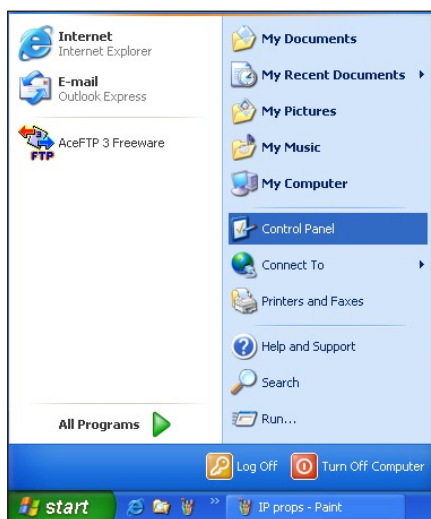 Internet
Internet Explorer
E-mail
Outlook Express
AceFTP 3 Freeware
FTP
All Programs
My Documents
My Recent Documents
My Pictures
My Music
My Computer
Control Panel
Connect To
Printers and Faxes
Help and Support
Search
Run...
Log Off
Turn Off Computer
start
IP props - Paint